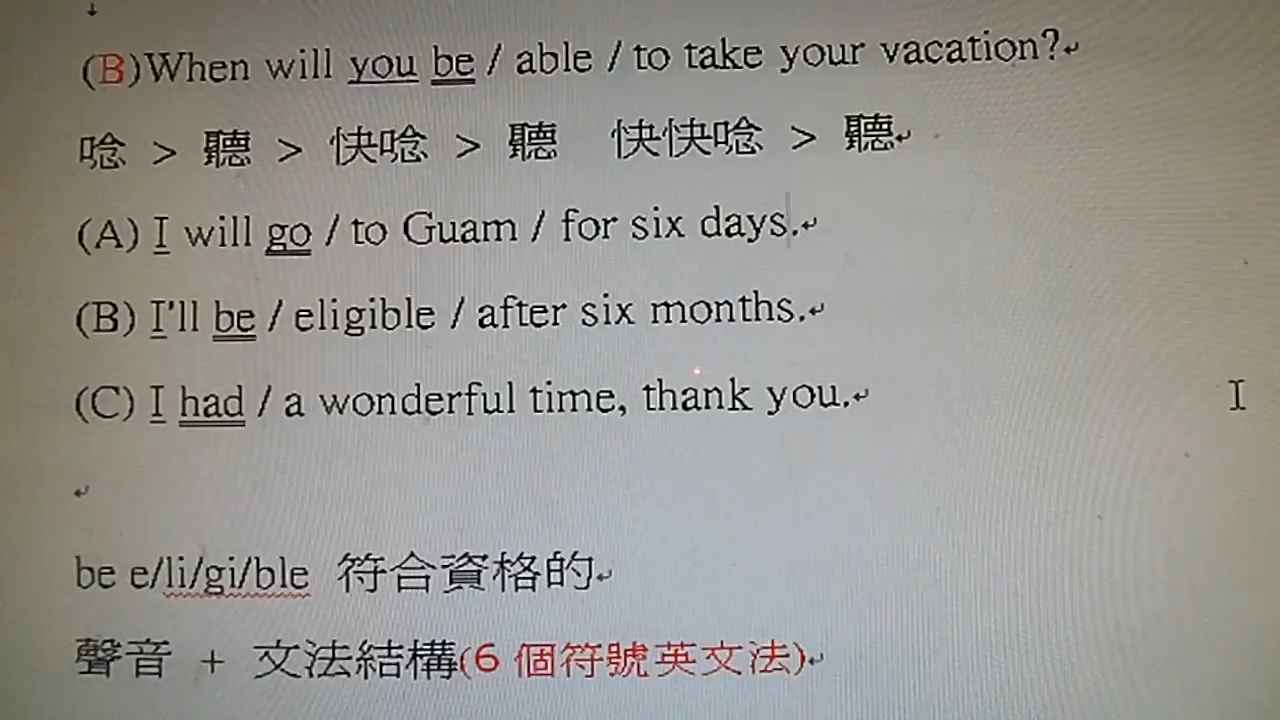 (B)When will you be / able / to take your vacation?
唸 > 聽 > 快唸 > 聽 快快唸 > 聽
(A) I will go / to Guam / for six days.
(B) I'll be / eligible / after six months.
(C) I had / a wonderful time, thank you.
be e/li/gi/ble 符合資格的
聲音 + 文法結構(6 個符號英文法)